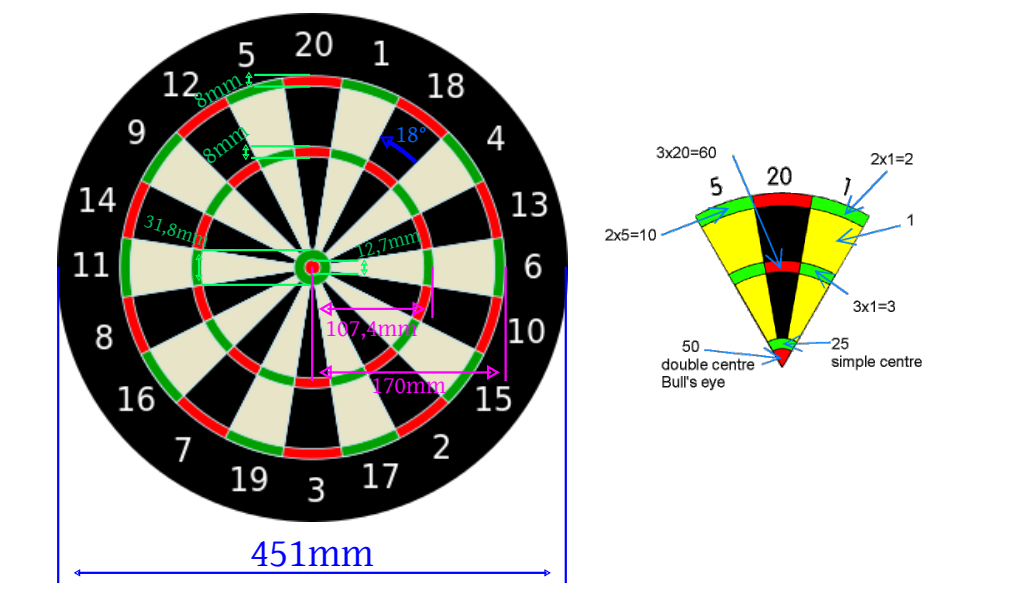 20
5
1
12
18
8mm
9
18°
4
8mm
14
13
31,8mm
12,7mm
11
6
107,4mm
8
10
170mm
16
15
7
2
19
3
17
451mm
3x20=60
2x1=2
5
20
1
1
2x5=10
3x1=3
50
double centre
Bull's eye
25
simple centre